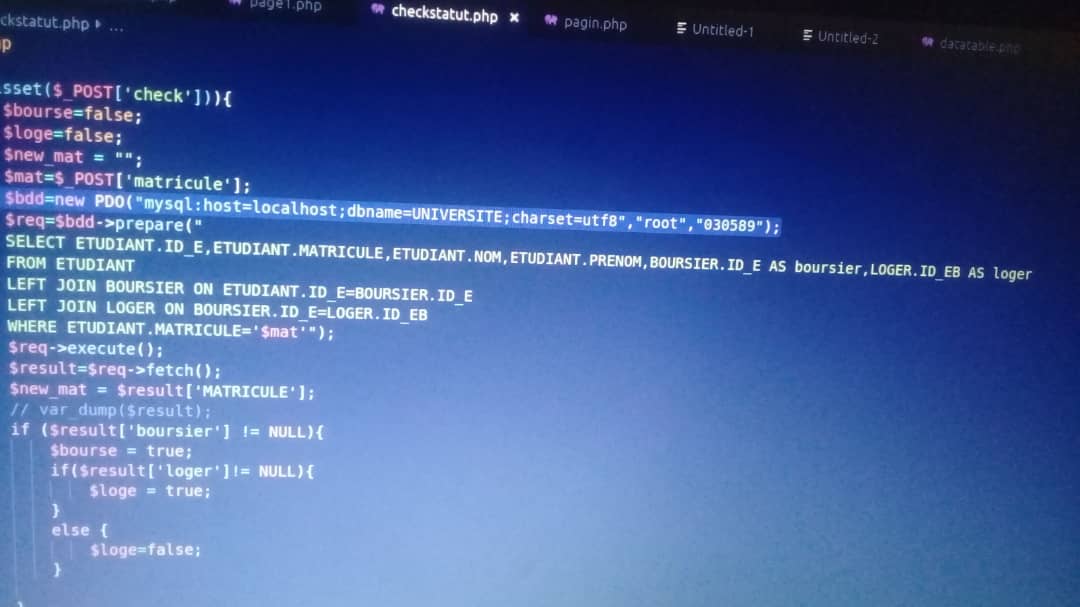 page1.php
checkstatut.php × pagin.php Untitled-1 Untitled-2 datatable.php
ckstatut.php ▸ ...
p
sset($_POST['check'])){
$bourse=false;
$loge=false;
$new_mat = "";
$mat=$_POST['matricule'];
$bdd=new PDO("mysql:host=localhost;dbname=UNIVERSITE;charset=utf8","root","030589");
$req=$bdd->prepare("
SELECT ETUDIANT.ID_E,ETUDIANT.MATRICULE,ETUDIANT.NOM,ETUDIANT.PRENOM,BOURSIER.ID_E AS boursier,LOGER.ID_EB AS loger
FROM ETUDIANT
LEFT JOIN BOURSIER ON ETUDIANT.ID_E=BOURSIER.ID_E
LEFT JOIN LOGER ON BOURSIER.ID_E=LOGER.ID_EB
WHERE ETUDIANT.MATRICULE='$mat'");
$req->execute();
$result=$req->fetch();
$new_mat = $result['MATRICULE'];
// var_dump($result);
if ($result['boursier'] != NULL){
$bourse = true;
if($result['loger']!= NULL){
$loge = true;
}
else {
$loge=false;
}